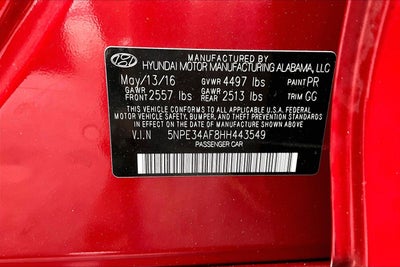 MANUFACTURED BY
HYUNDAI MOTOR MANUFACTURING ALABAMA, LLC
May/13/16 GVWR 4497 lbs PAINT PR
GAWR FRONT 2557 lbs GAWR REAR 2513 lbs TRIM GG
THIS VEHICLE CONFORMS TO ALL APPLICABLE U.S.A. FEDERAL
MOTOR VEHICLE SAFETY, BUMPER, AND THEFT PREVENTION STANDARDS
IN EFFECT ON THE DATE OF MANUFACTURE SHOWN ABOVE.
V.I.N 5NPE34AF8HH443549
PASSENGER CAR